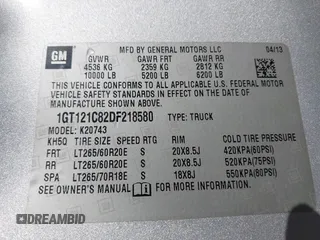 GM
MFD BY GENERAL MOTORS LLC
04/13
GVWR GAWR FRT GAWR RR
4536 KG 2359 KG 2812 KG
10000 LB 5200 LB 6200 LB
THIS VEHICLE CONFORMS TO ALL APPLICABLE U.S. FEDERAL MOTOR
VEHICLE SAFETY STANDARDS IN EFFECT ON THE DATE OF
MANUFACTURE SHOWN ABOVE.
1GT121C82DF218580 TYPE: TRUCK
MODEL: K20743
KH5Q TIRE SIZE SPEED RTG RIM COLD TIRE PRESSURE
FRT LT265/60R20E S 20X8.5J 420KPA(60PSI)
RR LT265/60R20E S 20X8.5J 520KPA(75PSI)
SPA LT265/70R18E S 18X8J 550KPA(80PSI)
SEE OWNER'S MANUAL FOR MORE INFORMATION.
DREAMBID